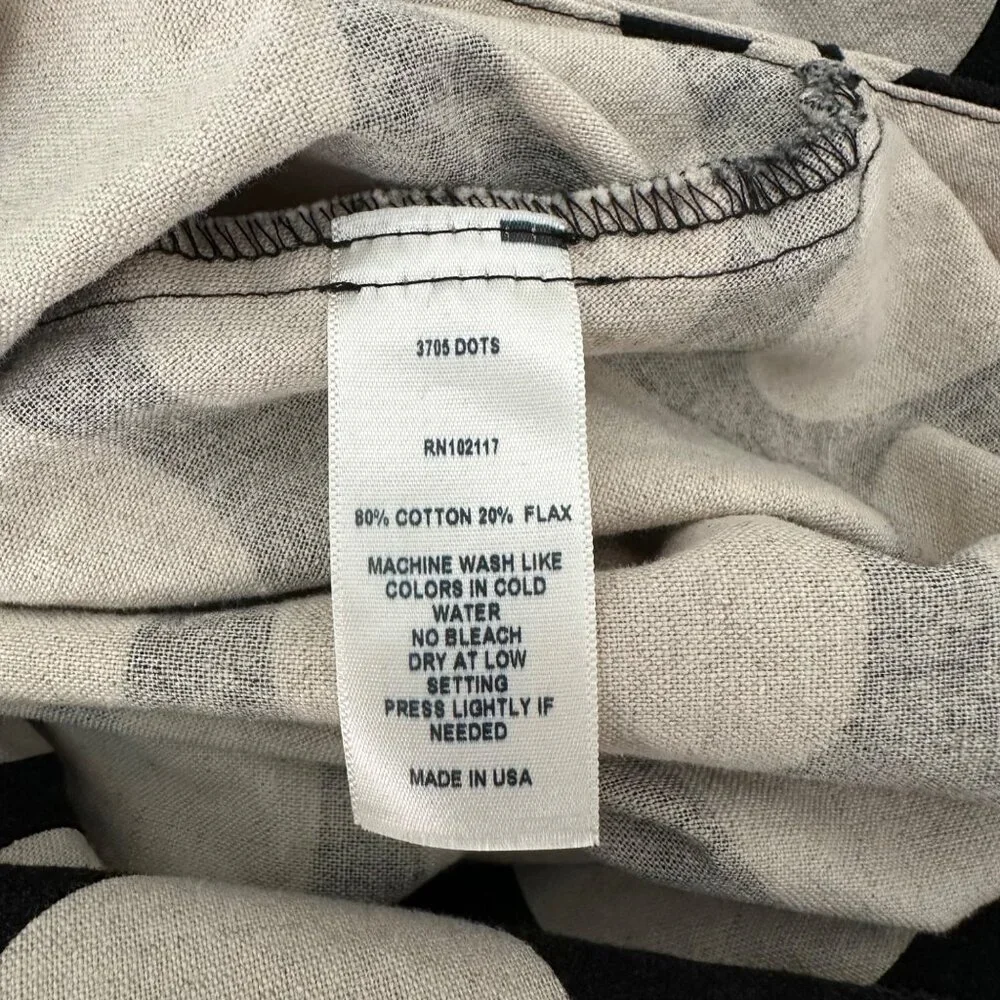 3705 DOTS
RN102117
80% COTTON 20% FLAX
MACHINE WASH LIKE
COLORS IN COLD
WATER
NO BLEACH
DRY AT LOW
SETTING
PRESS LIGHTLY IF
NEEDED
MADE IN USA